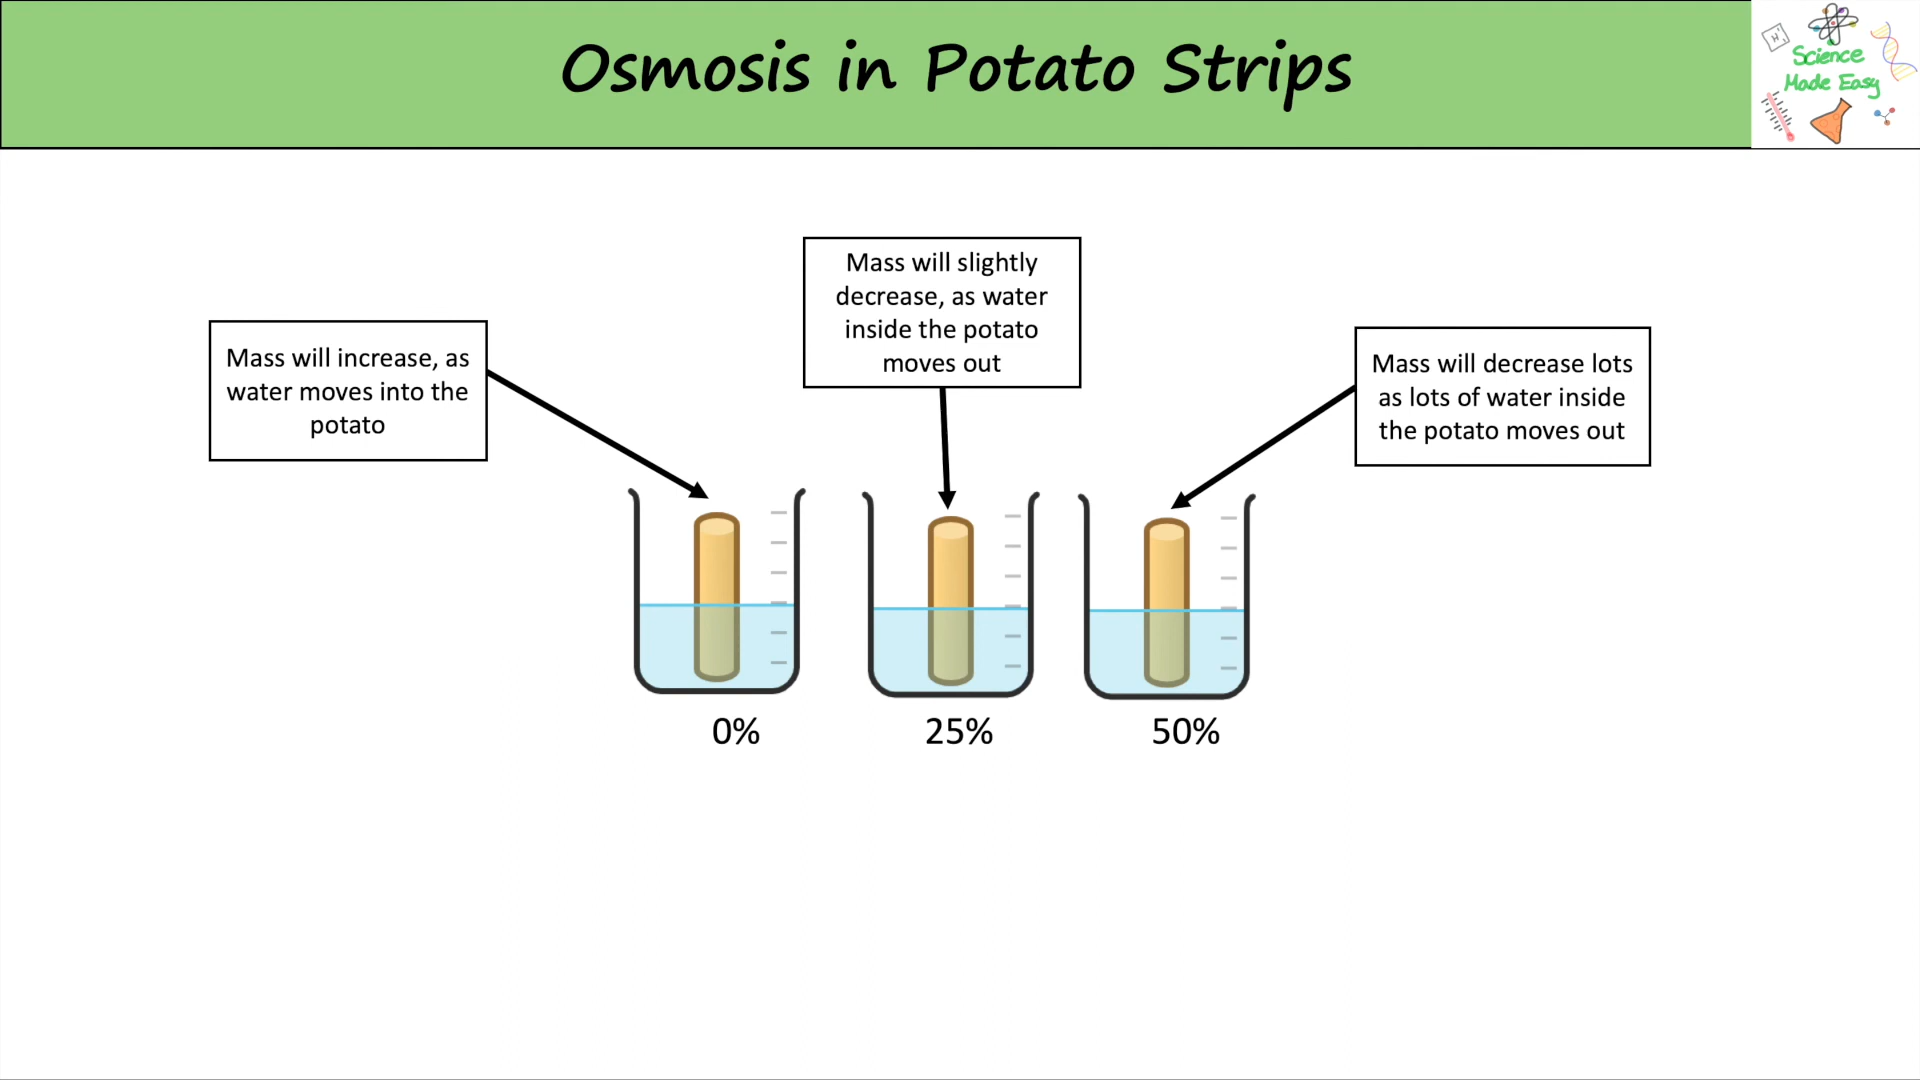 Osmosis in Potato Strips
Science
Made Easy
Mass will slightly
decrease, as water
inside the potato
moves out
Mass will increase, as
water moves into the
potato
Mass will decrease lots
as lots of water inside
the potato moves out
0%
25%
50%